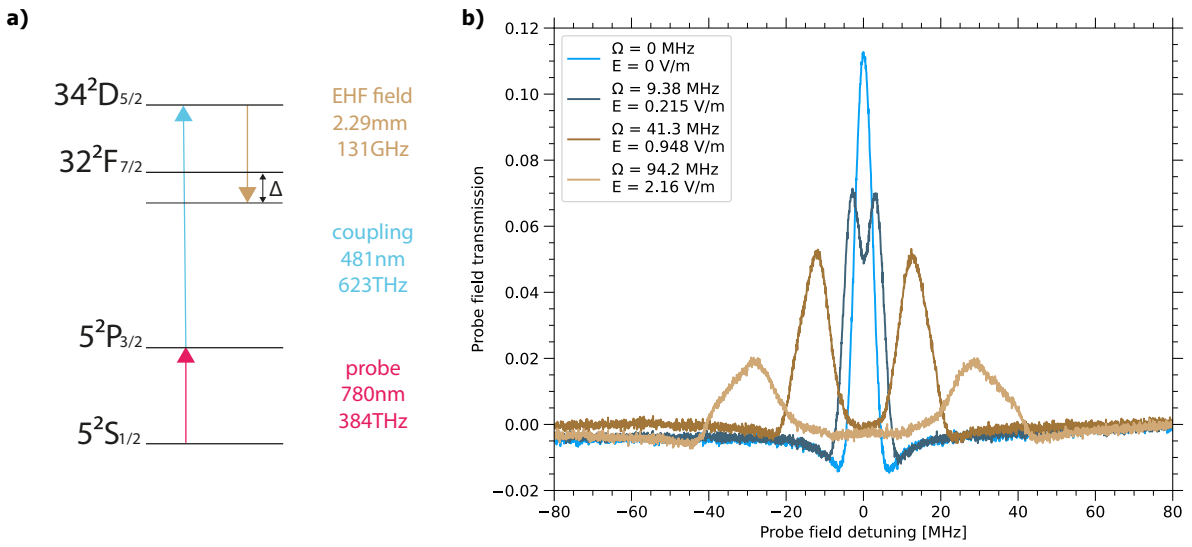 a)
34²D5/2
32²F7/2
Δ
5²P3/2
5²S1/2
EHF field
2.29mm
131GHz
coupling
481nm
623THz
probe
780nm
384THz
b)
Probe field transmission
0.12
0.10
0.08
0.06
0.04
0.02
0.00
−0.02
Ω = 0 MHz
E = 0 V/m
Ω = 9.38 MHz
E = 0.215 V/m
Ω = 41.3 MHz
E = 0.948 V/m
Ω = 94.2 MHz
E = 2.16 V/m
−80 −60 −40 −20 0 20 40 60 80
Probe field detuning [MHz]